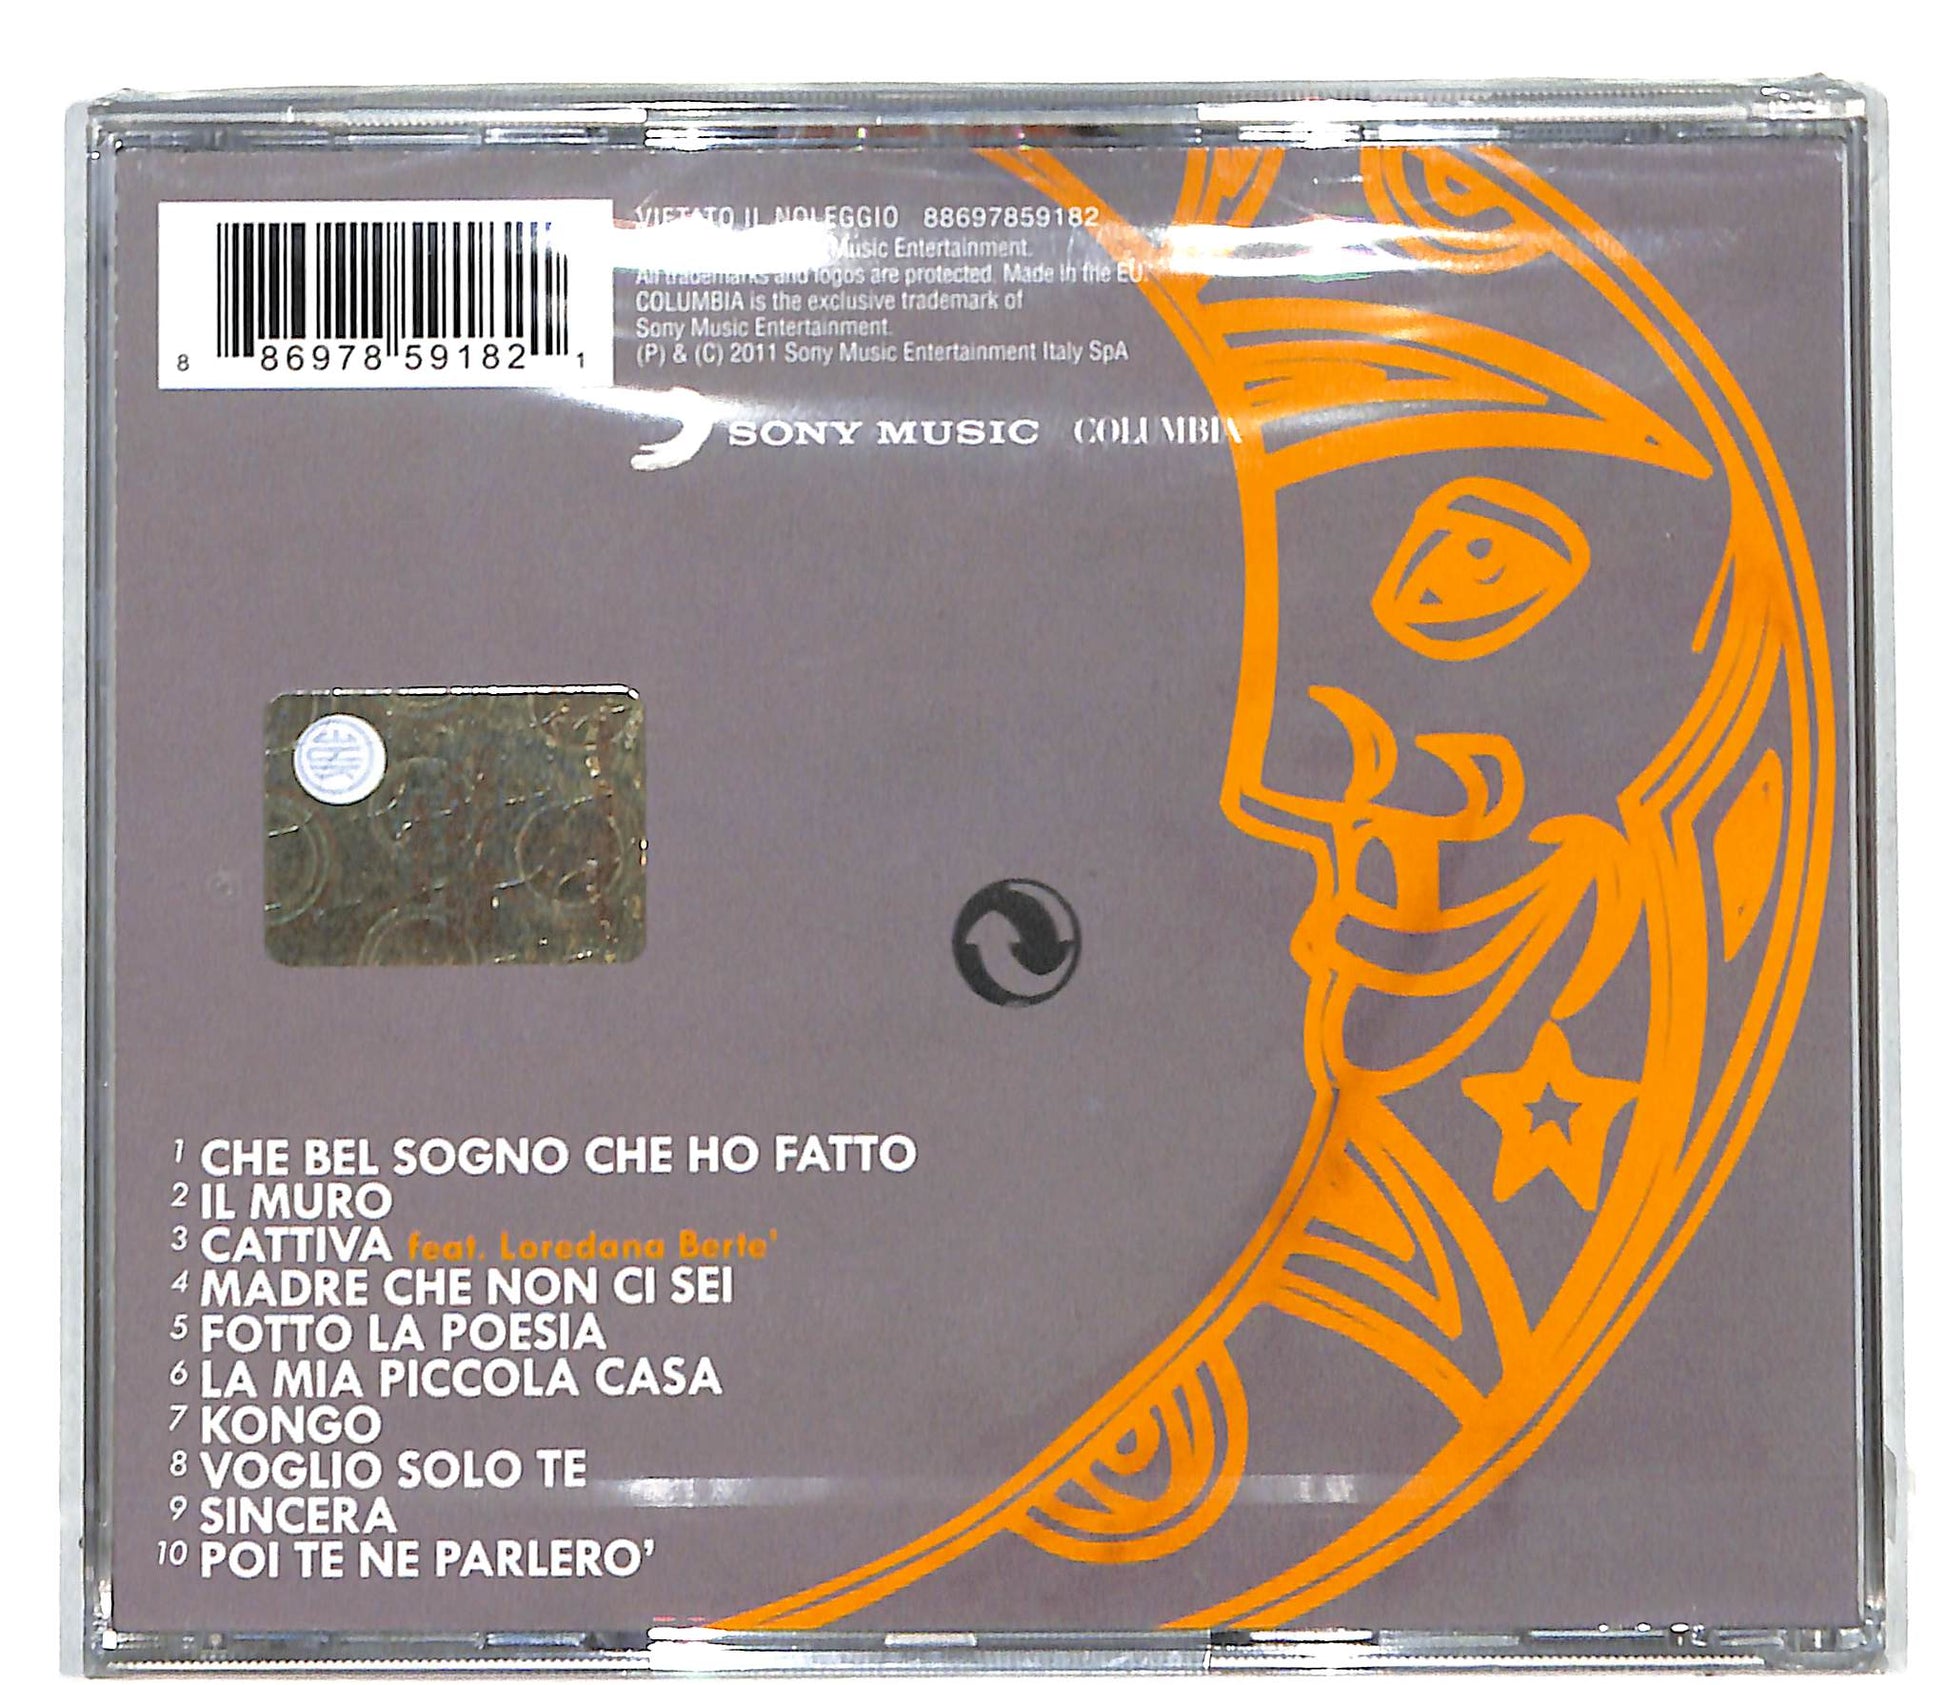 8 86978 59182 1
VIETATO IL NOLEGGIO 88697859182
Music Entertainment.
All trademarks and logos are protected. Made in the EU.
COLUMBIA is the exclusive trademark of
Sony Music Entertainment.
(P) & (C) 2011 Sony Music Entertainment Italy SpA
SONY MUSIC COLUMBIA
1 CHE BEL SOGNO CHE HO FATTO
2 IL MURO
3 CATTIVA feat. Loredana Berte'
4 MADRE CHE NON CI SEI
5 FOTTO LA POESIA
6 LA MIA PICCOLA CASA
7 KONGO
8 VOGLIO SOLO TE
9 SINCERA
10 POI TE NE PARLERO'